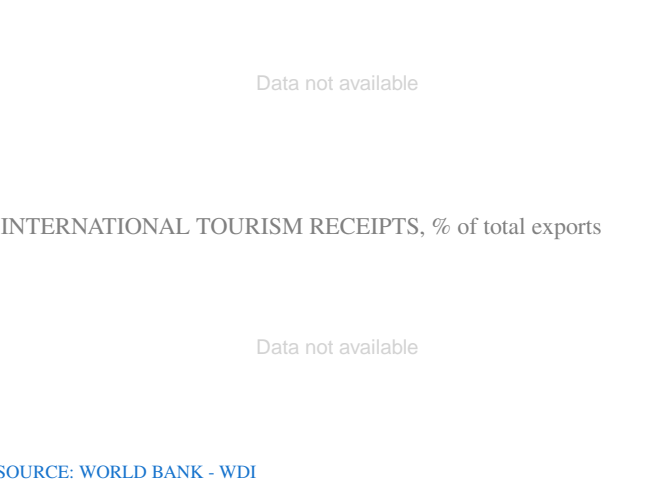 Data not available
INTERNATIONAL TOURISM RECEIPTS, % of total exports
Data not available
SOURCE: WORLD BANK - WDI